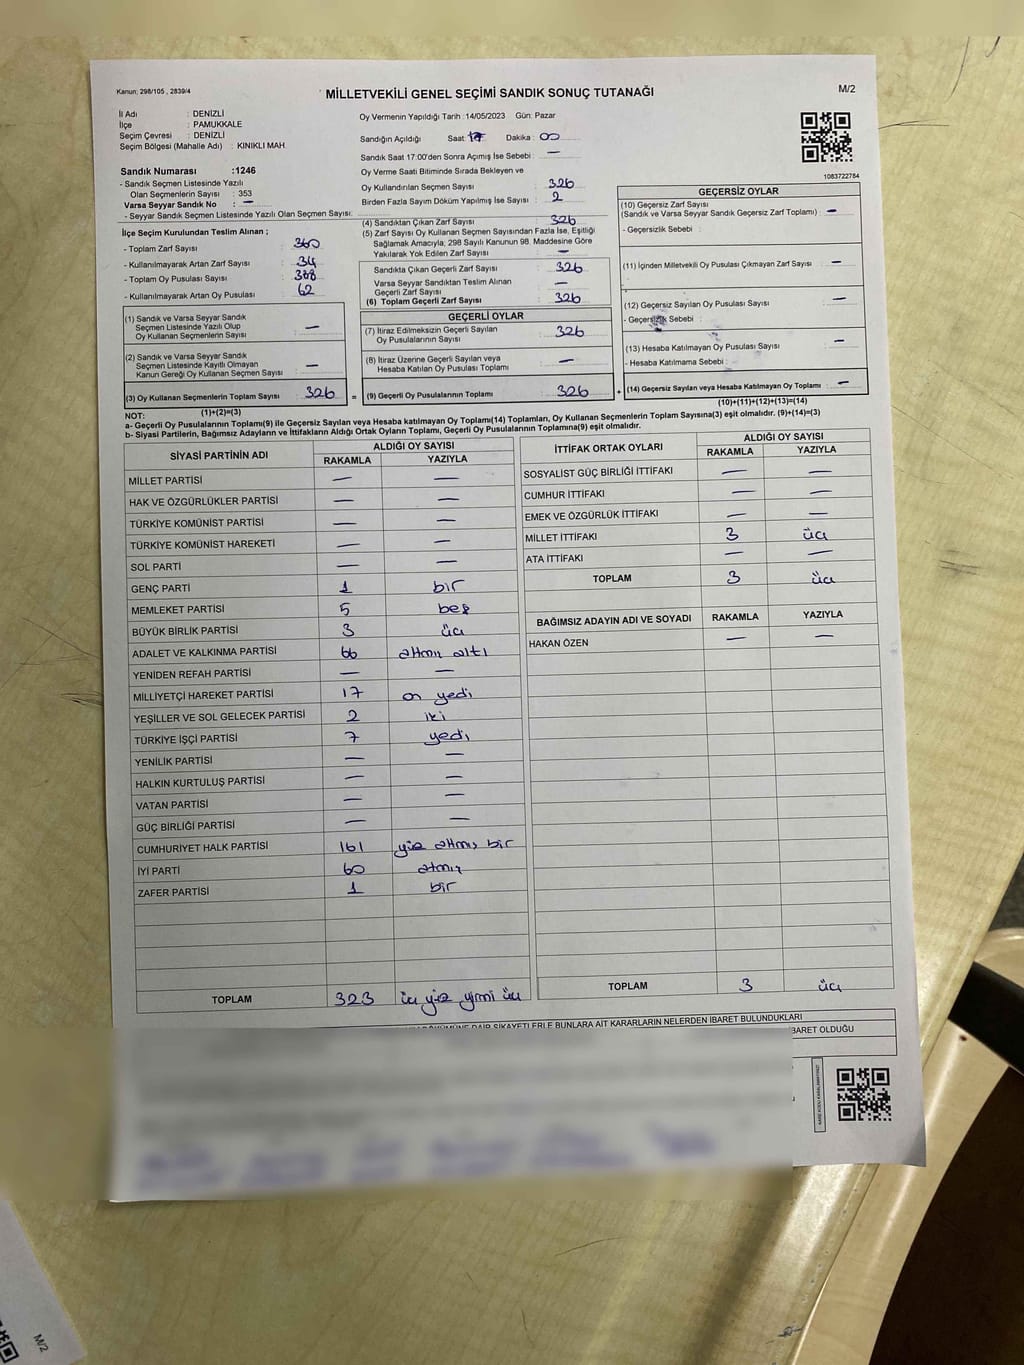 Kanun; 298/105 , 2839/4
MİLLETVEKİLİ GENEL SEÇİMİ SANDIK SONUÇ TUTANAĞI
M/2
İl Adı : DENİZLİ
İlçe : PAMUKKALE
Seçim Çevresi : DENİZLİ
Seçim Bölgesi (Mahalle Adı) : KINIKLI MAH.
Sandık Numarası :1246
- Sandık Seçmen Listesinde Yazılı
Olan Seçmenlerin Sayısı : 353
Varsa Seyyar Sandık No : —
- Seyyar Sandık Seçmen Listesinde Yazılı Olan Seçmen Sayısı:
İlçe Seçim Kurulundan Teslim Alınan ;
- Toplam Zarf Sayısı : 360
- Kullanılmayarak Artan Zarf Sayısı : 34
- Toplam Oy Pusulası Sayısı : 388
- Kullanılmayarak Artan Oy Pusulası : 62
(1) Sandık ve Varsa Seyyar Sandık
Seçmen Listesinde Yazılı Olup
Oy Kullanan Seçmenlerin Sayısı : —
(2) Sandık ve Varsa Seyyar Sandık
Seçmen Listesinde Kayıtlı Olmayan
Kanun Gereği Oy Kullanan Seçmen Sayısı : —
(3) Oy Kullanan Seçmenlerin Toplam Sayısı : 326
(1)+(2)=(3)
Oy Vermenin Yapıldığı Tarih : 14/05/2023 Gün: Pazar
Sandığın Açıldığı Saat : 17 Dakika : 00
Sandık Saat 17:00'den Sonra Açımış İse Sebebi : —
Oy Verme Saati Bitiminde Sırada Bekleyen ve
Oy Kullandırılan Seçmen Sayısı : 326
Birden Fazla Sayım Döküm Yapılmış İse Sayısı : 2
(4) Sandıktan Çıkan Zarf Sayısı : 326
(5) Zarf Sayısı Oy Kullanan Seçmen Sayısından Fazla İse, Eşitliği
Sağlamak Amacıyla; 298 Sayılı Kanunun 98. Maddesine Göre
Yakılarak Yok Edilen Zarf Sayısı : —
Sandıkta Çıkan Geçerli Zarf Sayısı : 326
Varsa Seyyar Sandıktan Teslim Alınan
Geçerli Zarf Sayısı : —
(6) Toplam Geçerli Zarf Sayısı : 326
GEÇERLİ OYLAR
(7) İtiraz Edilmeksizin Geçerli Sayılan
Oy Pusulalarının Sayısı : 326
(8) İtiraz Üzerine Geçerli Sayılan veya
Hesaba Katılan Oy Pusulası Toplamı : —
= (9) Geçerli Oy Pusulalarının Toplamı : 326 +
1083722784
GEÇERSİZ OYLAR
(10) Geçersiz Zarf Sayısı
(Sandık ve Varsa Seyyar Sandık Geçersiz Zarf Toplamı) : —
- Geçersizlik Sebebi :
(11) İçinden Milletvekili Oy Pusulası Çıkmayan Zarf Sayısı : —
(12) Geçersiz Sayılan Oy Pusulası Sayısı : —
- Geçersizlik Sebebi :
(13) Hesaba Katılmayan Oy Pusulası Sayısı : —
- Hesaba Katılmama Sebebi :
(14) Geçersiz Sayılan veya Hesaba Katılmayan Oy Toplamı : —
(10)+(11)+(12)+(13)=(14)
NOT:
a- Geçerli Oy Pusulalarının Toplamı(9) ile Geçersiz Sayılan veya Hesaba katılmayan Oy Toplamı(14) Toplamları, Oy Kullanan Seçmenlerin Toplam Sayısına(3) eşit olmalıdır. (9)+(14)=(3)
b- Siyasi Partilerin, Bağımsız Adayların ve İttifakların Aldığı Ortak Oyların Toplamı, Geçerli Oy Pusulalarının Toplamına(9) eşit olmalıdır.
SİYASİ PARTİNİN ADI ALDIĞI OY SAYISI
RAKAMLA YAZIYLA
MİLLET PARTİSİ — —
HAK VE ÖZGÜRLÜKLER PARTİSİ — —
TÜRKİYE KOMÜNİST PARTİSİ — —
TÜRKİYE KOMÜNİST HAREKETİ — —
SOL PARTİ — —
GENÇ PARTİ 1 bir
MEMLEKET PARTİSİ 5 beş
BÜYÜK BİRLİK PARTİSİ 3 üç
ADALET VE KALKINMA PARTİSİ 66 altmış altı
YENİDEN REFAH PARTİSİ — —
MİLLİYETÇİ HAREKET PARTİSİ 17 on yedi
YEŞİLLER VE SOL GELECEK PARTİSİ 2 iki
TÜRKİYE İŞÇİ PARTİSİ 7 yedi
YENİLİK PARTİSİ — —
HALKIN KURTULUŞ PARTİSİ — —
VATAN PARTİSİ — —
GÜÇ BİRLİĞİ PARTİSİ — —
CUMHURİYET HALK PARTİSİ 161 yüz altmış bir
İYİ PARTİ 60 atmış
ZAFER PARTİSİ 1 bir
TOPLAM 323 üç yüz yirmi üç
İTTİFAK ORTAK OYLARI ALDIĞI OY SAYISI
RAKAMLA YAZIYLA
SOSYALİST GÜÇ BİRLİĞİ İTTİFAKI — —
CUMHUR İTTİFAKI — —
EMEK VE ÖZGÜRLÜK İTTİFAKI — —
MİLLET İTTİFAKI 3 üç
ATA İTTİFAKI — —
TOPLAM 3 üç
BAĞIMSIZ ADAYIN ADI VE SOYADI RAKAMLA YAZIYLA
HAKAN ÖZEN — —
TOPLAM 3 üç
DAİR ŞİKAYETLERLE BUNLARA AİT KARARLARIN NELERDEN İBARET BULUNDUKLARI
İBARET OLDUĞU
M/2